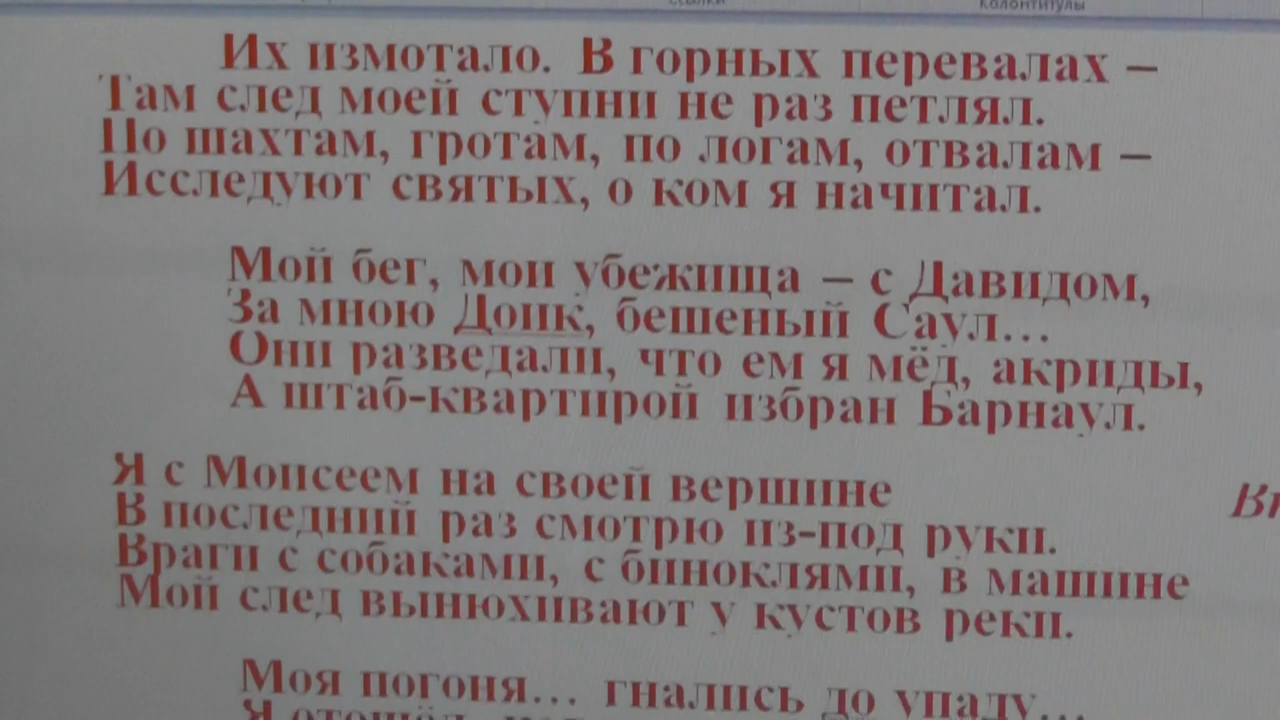 колонтитулы
Их измотало. В горных перевалах –
Там след моей ступни не раз петлял.
По шахтам, гротам, по логам, отвалам –
Исследуют святых, о ком я начитал.
Мой бег, мои убежища – с Давидом,
За мною Доик, бешеный Саул...
Они разведали, что ем я мёд, акриды,
А штаб-квартирой избран Барнаул.
Я с Моисеем на своей вершине
В последний раз смотрю из-под руки.
Враги с собаками, с биноклями, в машине
Мой след вынюхивают у кустов реки.
Моя погоня... гнались до упаду...